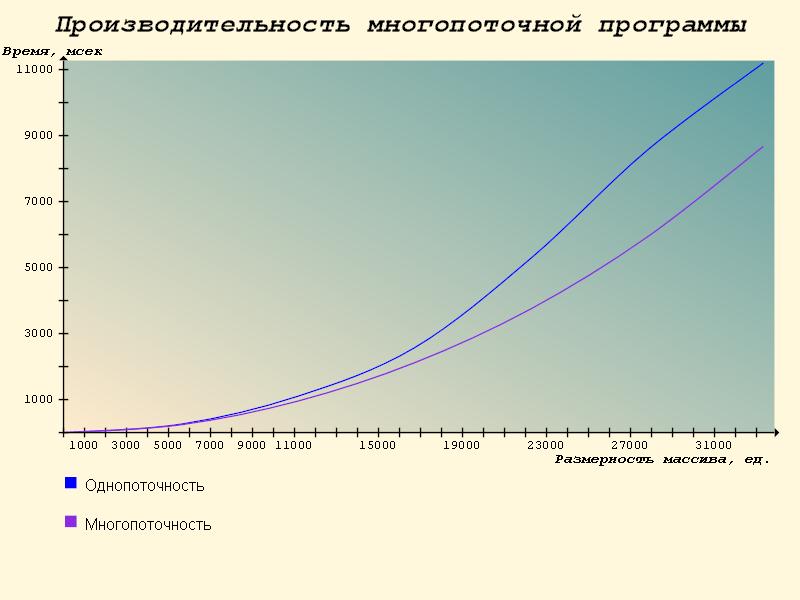 Производительность многопоточной программы
Время, мсек
11000
9000
7000
5000
3000
1000
1000 3000 5000 7000 9000 11000 15000 19000 23000 27000 31000
Размерность массива, ед.
Однопоточность
Многопоточность